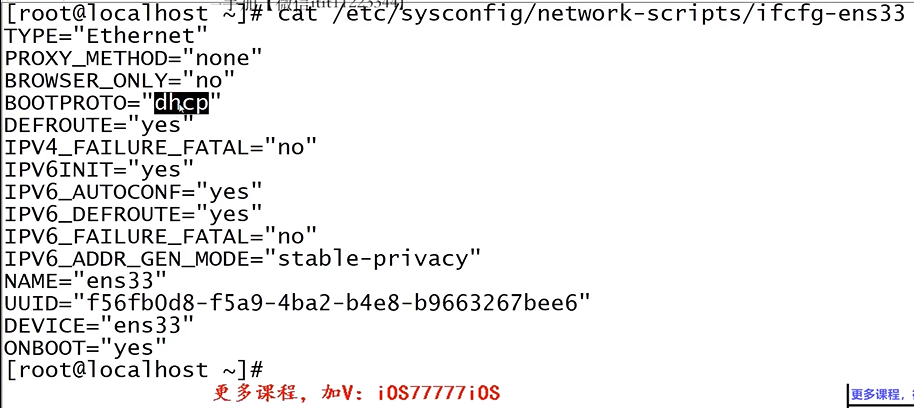 [root@localhost ~]# cat /etc/sysconfig/network-scripts/ifcfg-ens33
TYPE="Ethernet"
PROXY_METHOD="none"
BROWSER_ONLY="no"
BOOTPROTO="dhcp"
DEFROUTE="yes"
IPV4_FAILURE_FATAL="no"
IPV6INIT="yes"
IPV6_AUTOCONF="yes"
IPV6_DEFROUTE="yes"
IPV6_FAILURE_FATAL="no"
IPV6_ADDR_GEN_MODE="stable-privacy"
NAME="ens33"
UUID="f56fb0d8-f5a9-4ba2-b4e8-b9663267bee6"
DEVICE="ens33"
ONBOOT="yes"
[root@localhost ~]#
更多课程，加V：iOS77777iOS
更多课程，